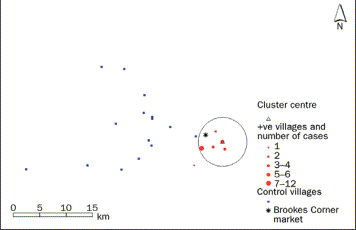 N
Cluster centre
+ve villages and
number of cases
1
2
3–4
5–6
7–12
Control villages
Brookes Corner
market
0 5 10 15
km